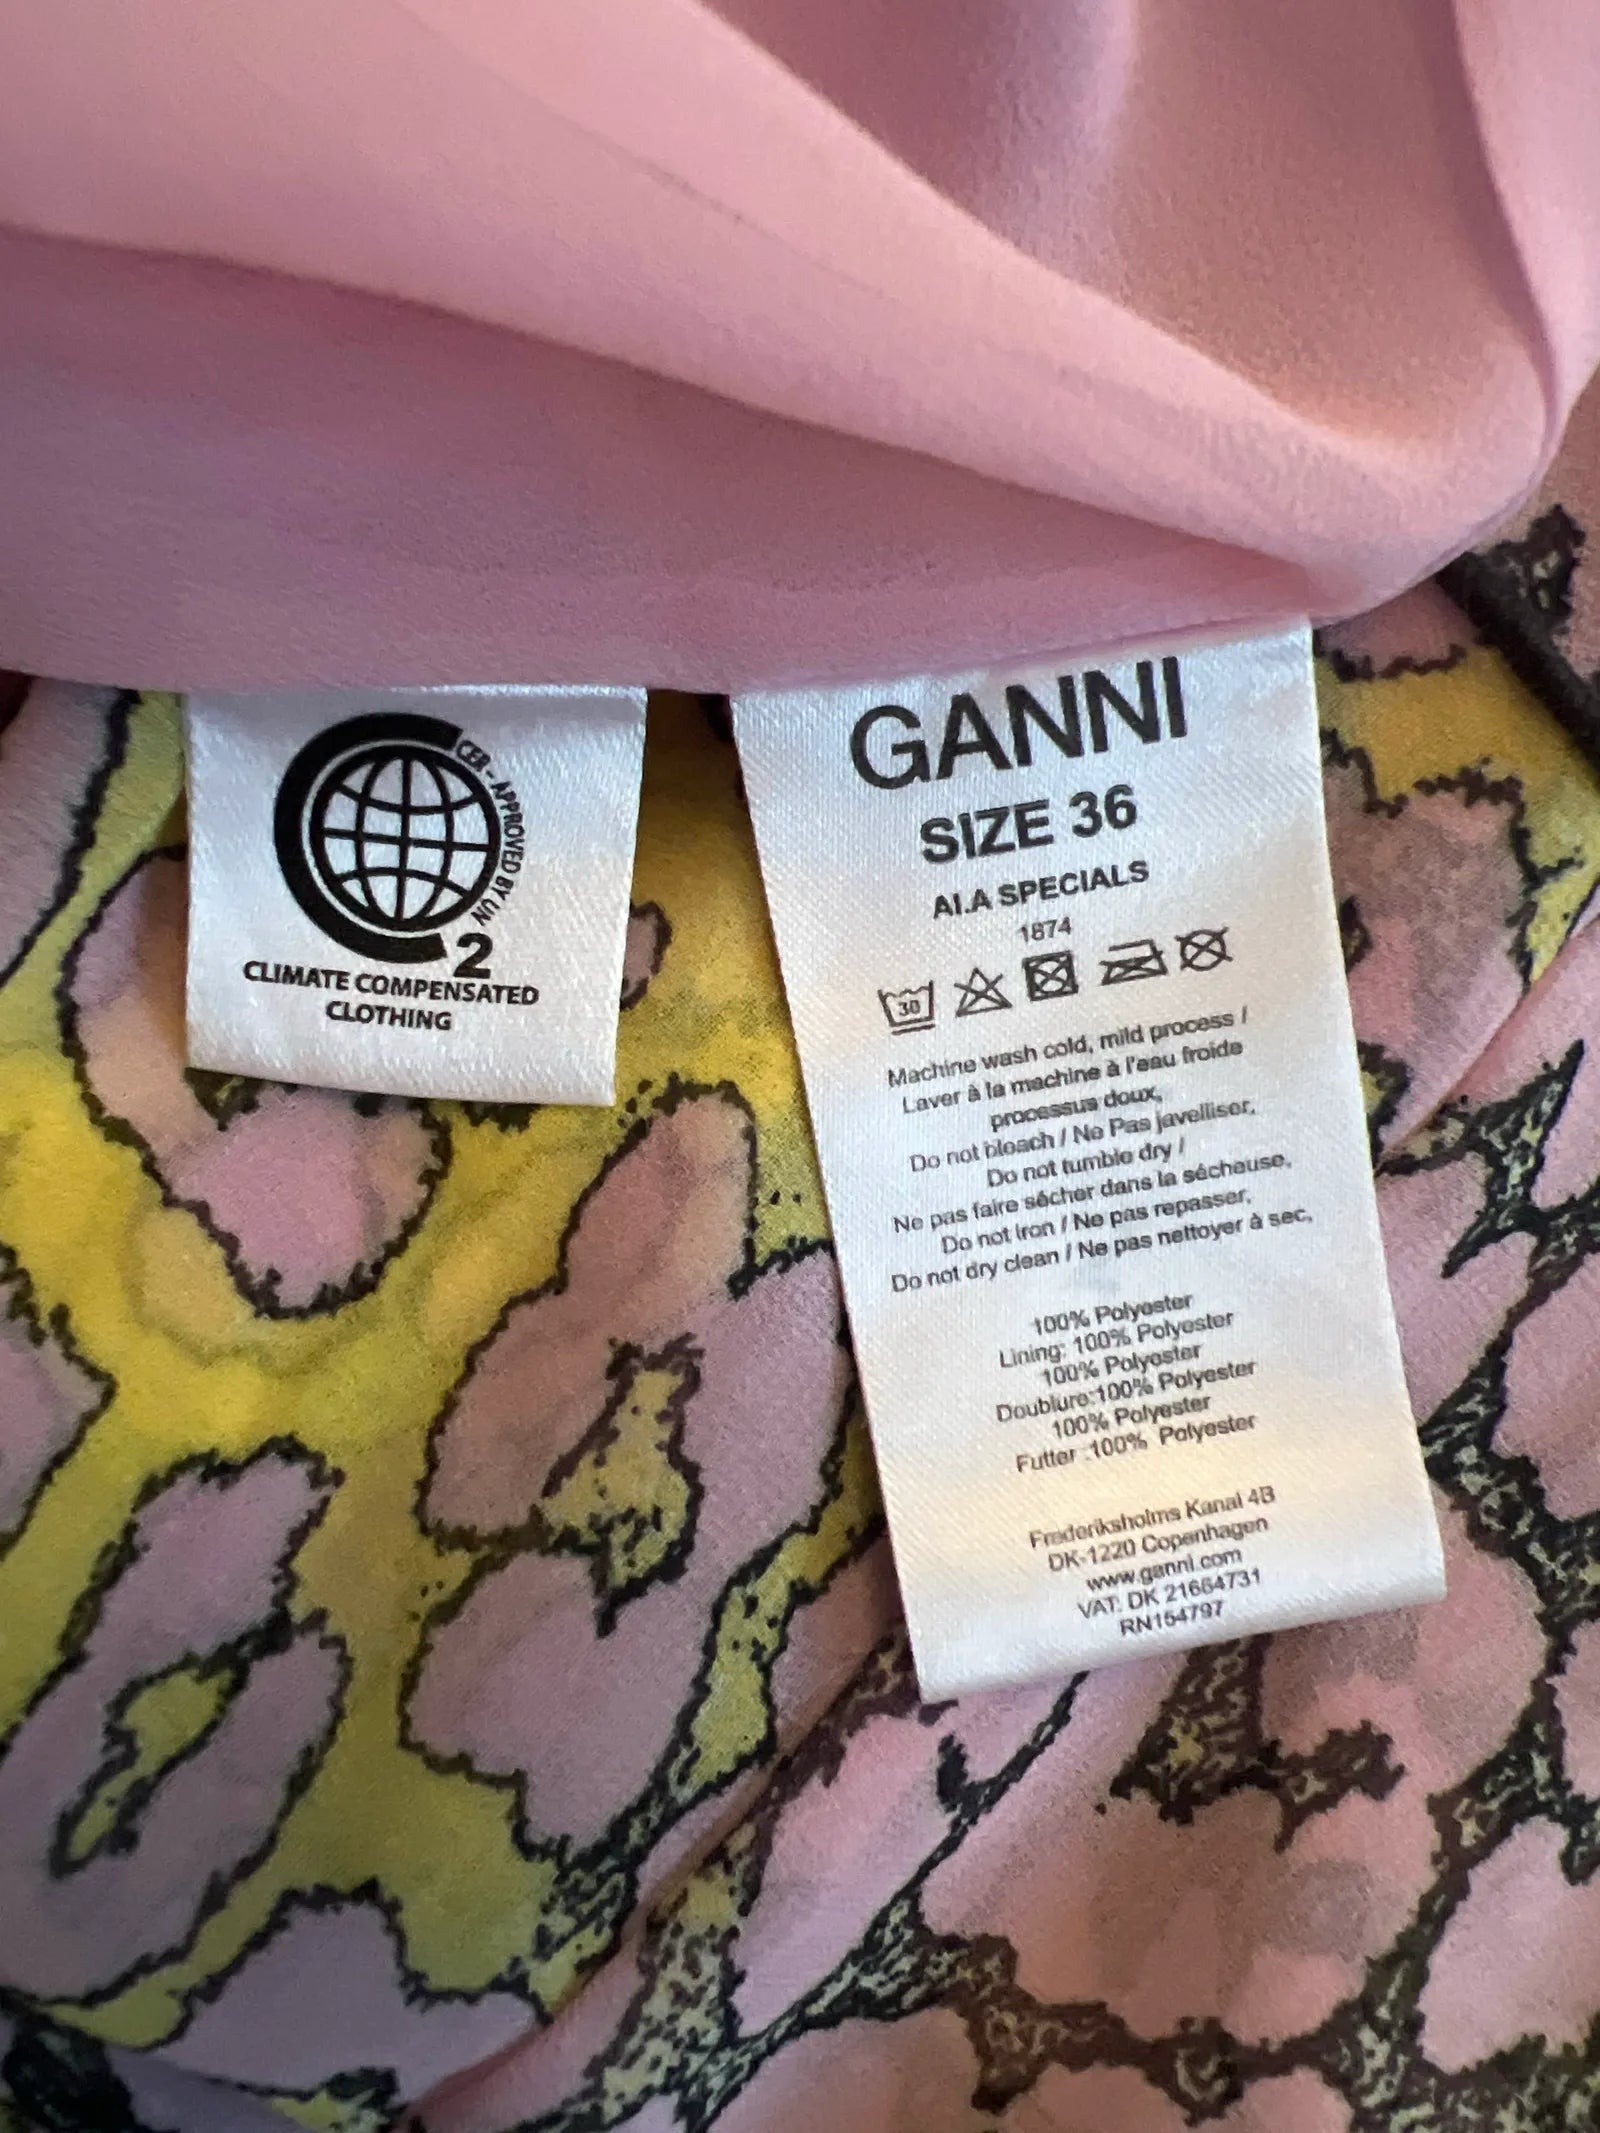 CER - APPROVED BY UN
2
CLIMATE COMPENSATED
CLOTHING
GANNI
SIZE 36
AI.A SPECIALS
1874
30
Machine wash cold, mild process /
Laver à la machine à l'eau froide
processus doux,
Do not bleach / Ne Pas javelliser,
Do not tumble dry /
Ne pas faire sécher dans la sécheuse,
Do not iron / Ne pas repasser,
Do not dry clean / Ne pas nettoyer à sec,
100% Polyester
Lining: 100% Polyester
100% Polyester
Doublure:100% Polyester
100% Polyester
Futter :100% Polyester
Frederiksholms Kanal 4B
DK-1220 Copenhagen
www.ganni.com
VAT: DK 21664731
RN154797